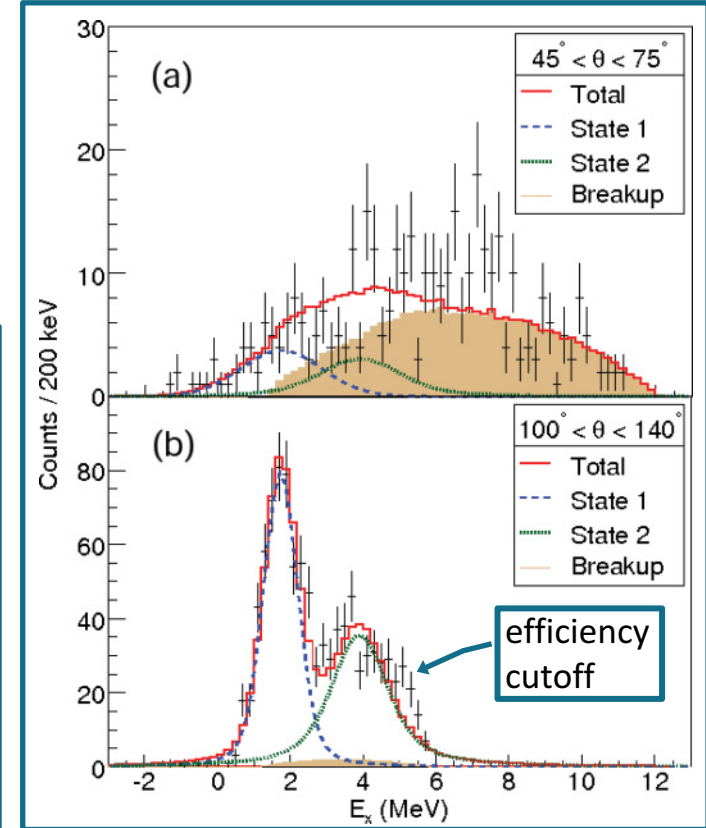 30
(a)
45° < θ < 75°
Total
State 1
State 2
Breakup
20
10
0
Counts / 200 keV
(b)
100° < θ < 140°
Total
State 1
State 2
Breakup
80
60
40
20
0
efficiency
cutoff
-2 0 2 4 6 8 10 12
Eₓ (MeV)